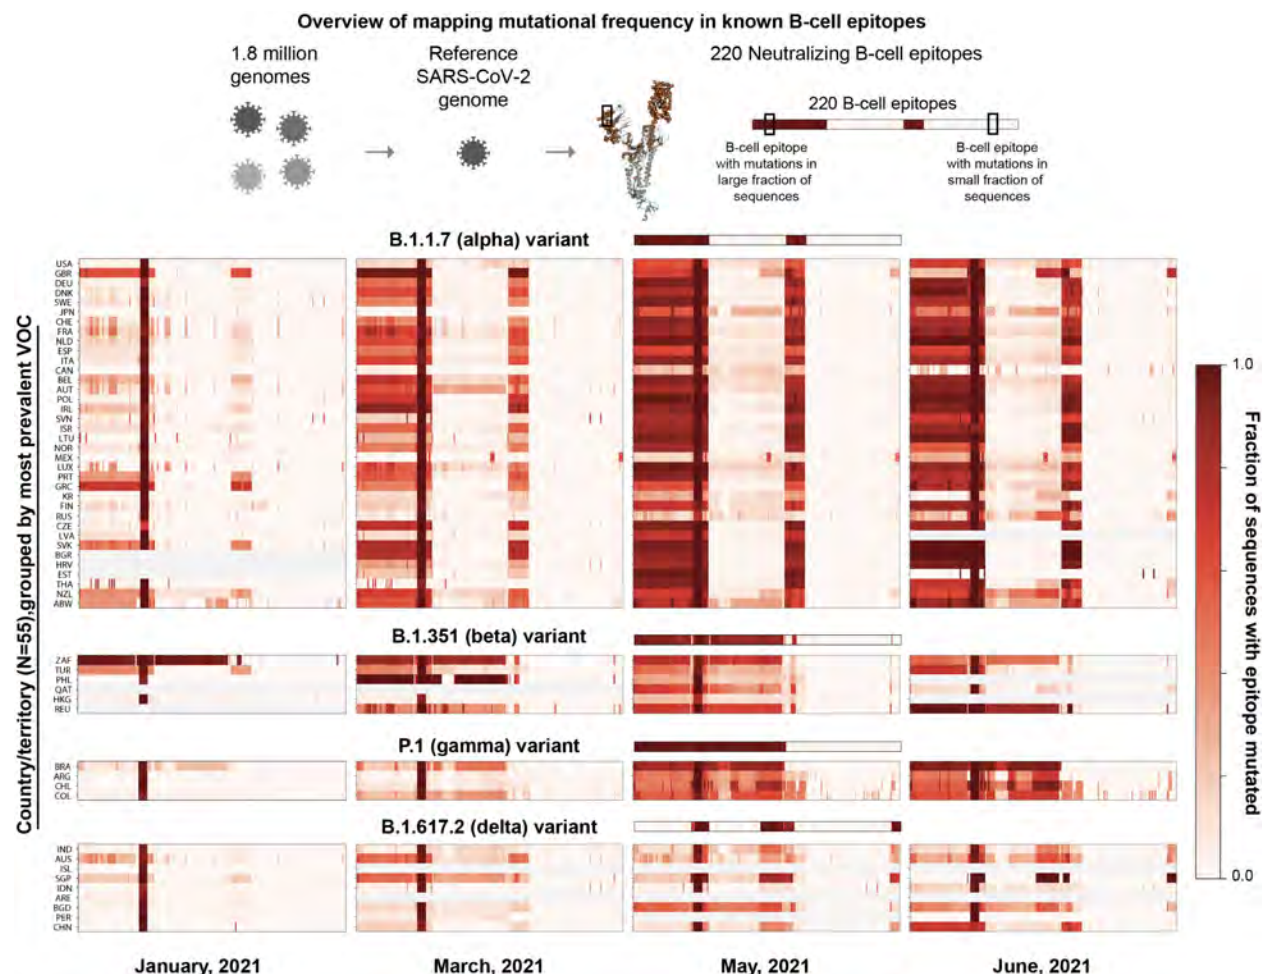 Overview of mapping mutational frequency in known B-cell epitopes
1.8 million
genomes
Reference
SARS-CoV-2
genome
220 Neutralizing B-cell epitopes
220 B-cell epitopes
B-cell epitope
with mutations in
large fraction of
sequences
B-cell epitope
with mutations in
small fraction of
sequences
B.1.1.7 (alpha) variant
USA
GBR
DEU
DNK
SWE
JPN
CHE
FRA
NLD
ESP
ITA
CAN
BEL
AUT
POL
IRL
SVN
ISR
LTU
NOR
MEX
LUX
PRT
GRC
KR
FIN
RUS
CZE
LVA
SVK
BGR
HRV
EST
THA
NZL
ABW
B.1.351 (beta) variant
ZAF
TUR
PHL
QAT
HKG
REU
P.1 (gamma) variant
BRA
ARG
CHL
COL
B.1.617.2 (delta) variant
IND
AUS
ISL
SGP
IDN
ARE
BGD
PER
CHN
January, 2021
March, 2021
May, 2021
June, 2021
Country/territory (N=55),grouped by most prevalent VOC
1.0
0.0
Fraction of sequences with epitope mutated